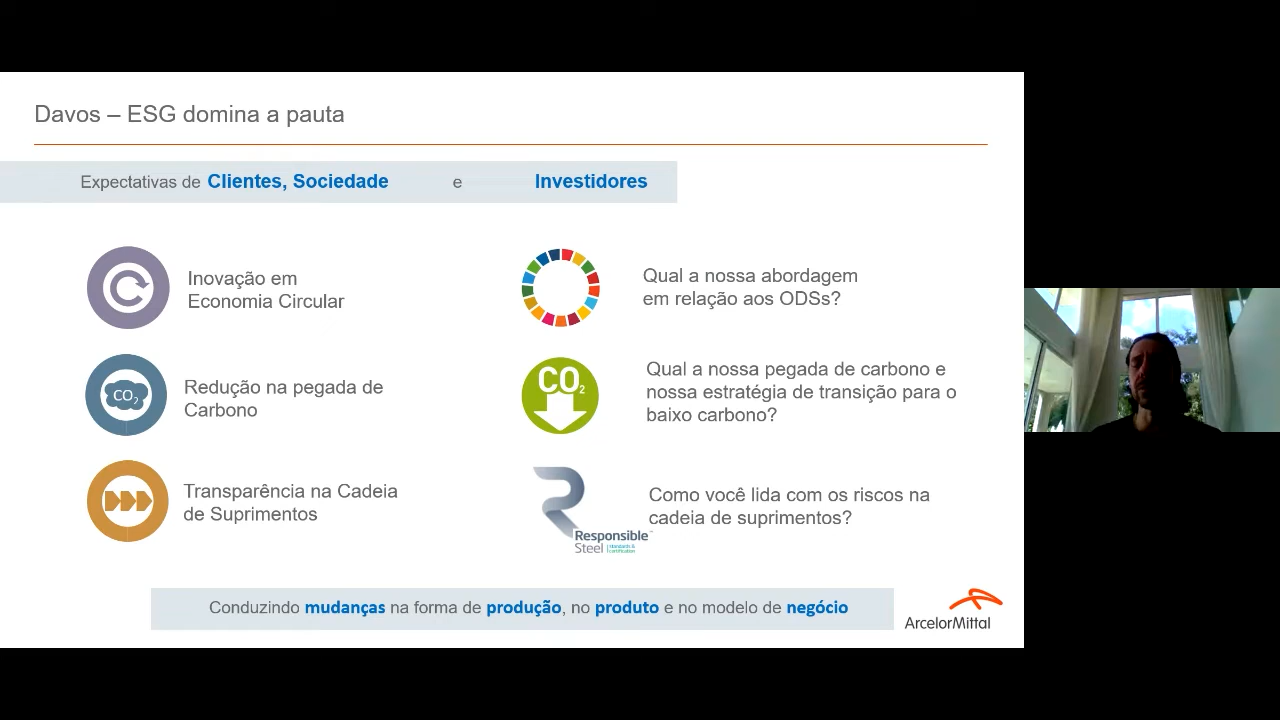 Davos – ESG domina a pauta
Expectativas de Clientes, Sociedade e Investidores
Inovação em
Economia Circular
Redução na pegada de
Carbono
Transparência na Cadeia
de Suprimentos
Qual a nossa abordagem
em relação aos ODSs?
CO2
Qual a nossa pegada de carbono e
nossa estratégia de transição para o
baixo carbono?
CO2
Como você lida com os riscos na
cadeia de suprimentos?
Responsible
Steel
standards &
certification
Conduzindo mudanças na forma de produção, no produto e no modelo de negócio
ArcelorMittal